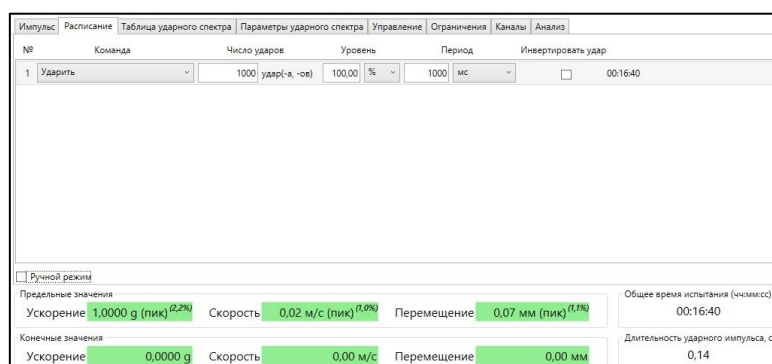 Импульс Расписание Таблица ударного спектра Параметры ударного спектра Управление Ограничения Каналы Анализ
№ Команда Число ударов Уровень Период Инвертировать удар
1 Ударить 1000 удар(-а, -ов) 100,00 % 1000 мс 00:16:40
Ручной режим
Предельные значения Общее время испытания (чч:мм:сс)
Ускорение 1,0000 g (пик) (2,2%) Скорость 0,02 м/с (пик) (1,0%) Перемещение 0,07 мм (пик) (1,1%) 00:16:40
Конечные значения Длительность ударного импульса, с
Ускорение 0,0000 g Скорость 0,00 м/с Перемещение 0,00 мм 0,14